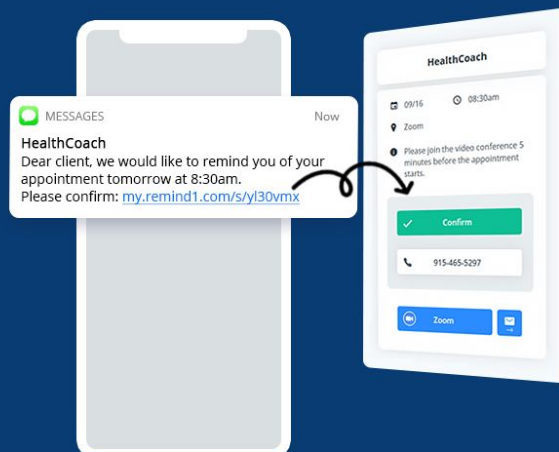 MESSAGES
Now
HealthCoach
Dear client, we would like to remind you of your
appointment tomorrow at 8:30am.
Please confirm: my.remind1.com/s/yl30vmx
HealthCoach
09/16
08:30am
Zoom
Please join the video conference 5
minutes before the appointment
starts.
Confirm
915-465-5297
Zoom